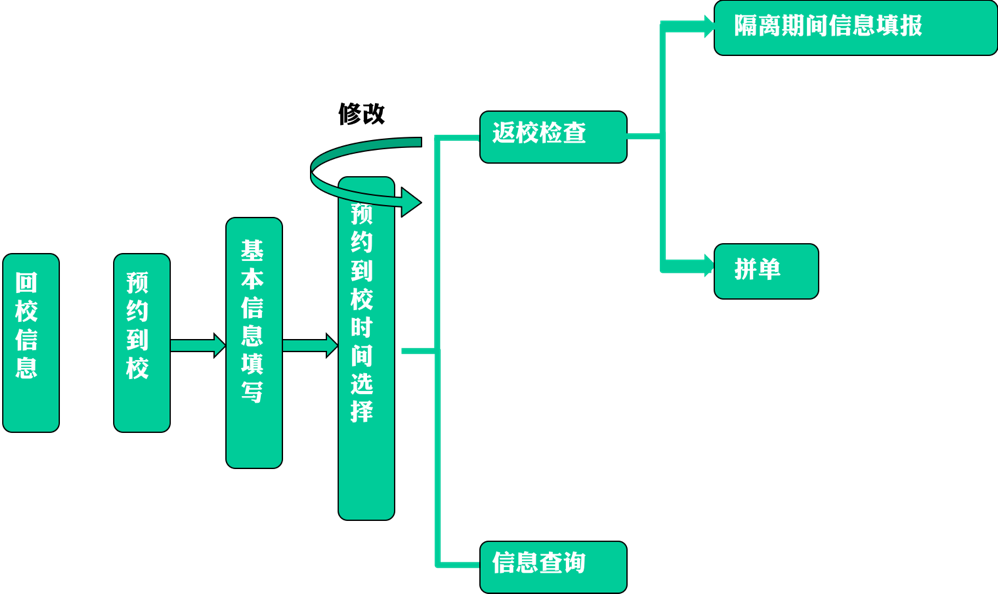 回校信息
预约到校
基本信息填写
修改
预约到校时间选择
返校检查
信息查询
隔离期间信息填报
拼单